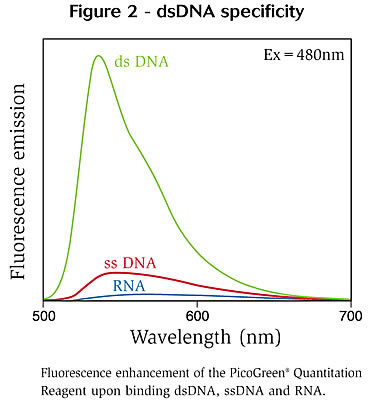 Figure 2 - dsDNA specificity
Ex = 480nm
ds DNA
Fluorescence emission
ss DNA
RNA
500
600
700
Wavelength (nm)
Fluorescence enhancement of the PicoGreen® Quantitation
Reagent upon binding dsDNA, ssDNA and RNA.